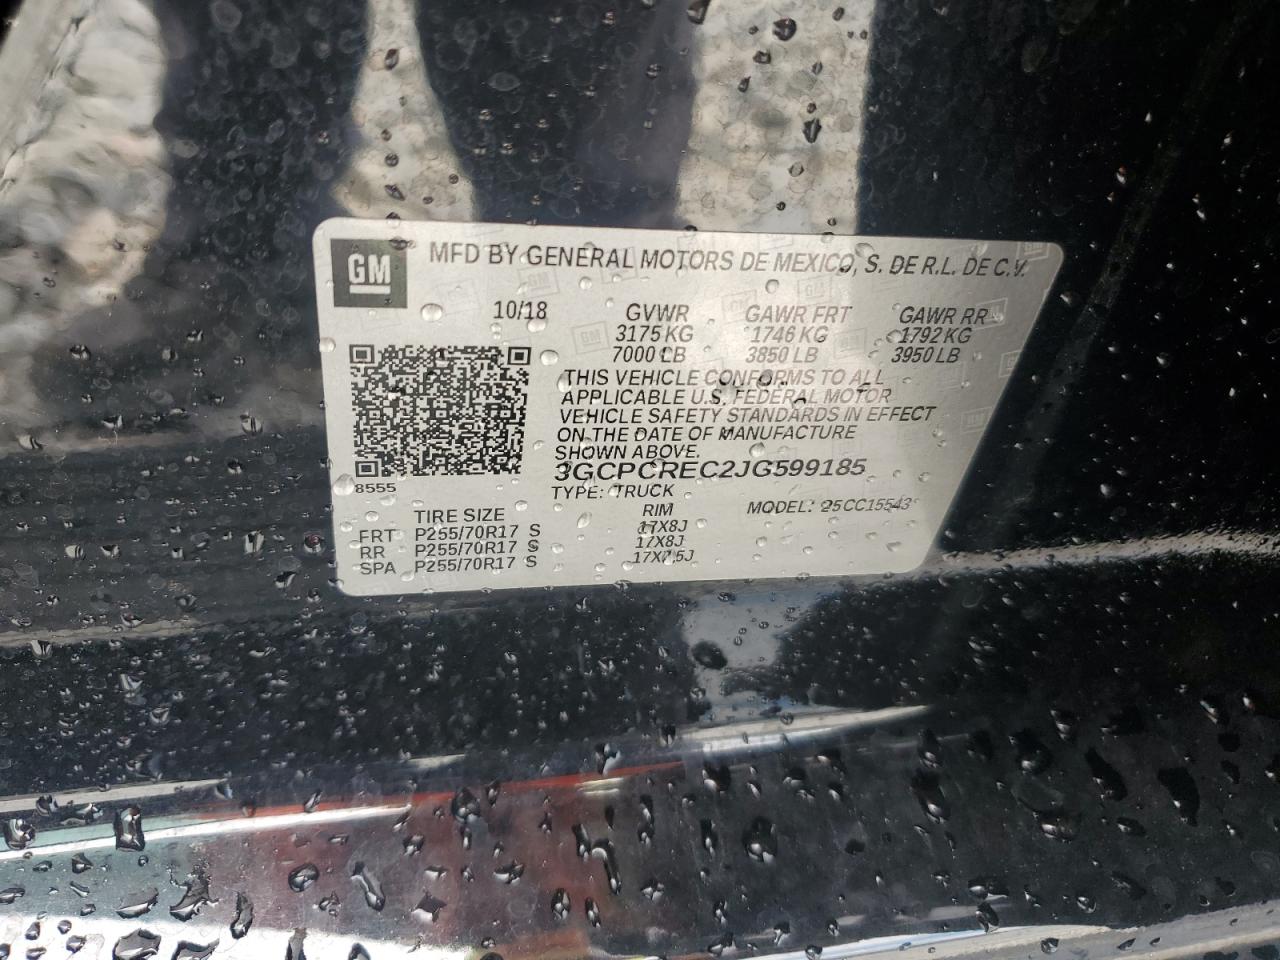 GM
MFD BY GENERAL MOTORS DE MEXICO, S. DE R.L. DE C.V.
10/18 GVWR GAWR FRT GAWR RR
3175 KG 1746 KG 1792 KG
7000 LB 3850 LB 3950 LB
THIS VEHICLE CONFORMS TO ALL
APPLICABLE U.S. FEDERAL MOTOR
VEHICLE SAFETY STANDARDS IN EFFECT
ON THE DATE OF MANUFACTURE
SHOWN ABOVE.
3GCPCREC2JG599185
8555
TYPE: TRUCK
MODEL: 25CC15543
TIRE SIZE RIM
FRT P255/70R17 S 17X8J
RR P255/70R17 S 17X8J
SPA P255/70R17 S